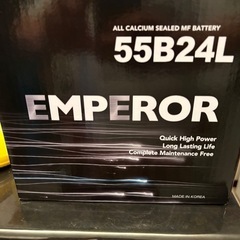 ALL CALCIUM SEALED MF BATTERY
55B24L
EMPEROR
Quick High Power
Long Lasting Life
Complete Maintenance Free
MADE IN KOREA